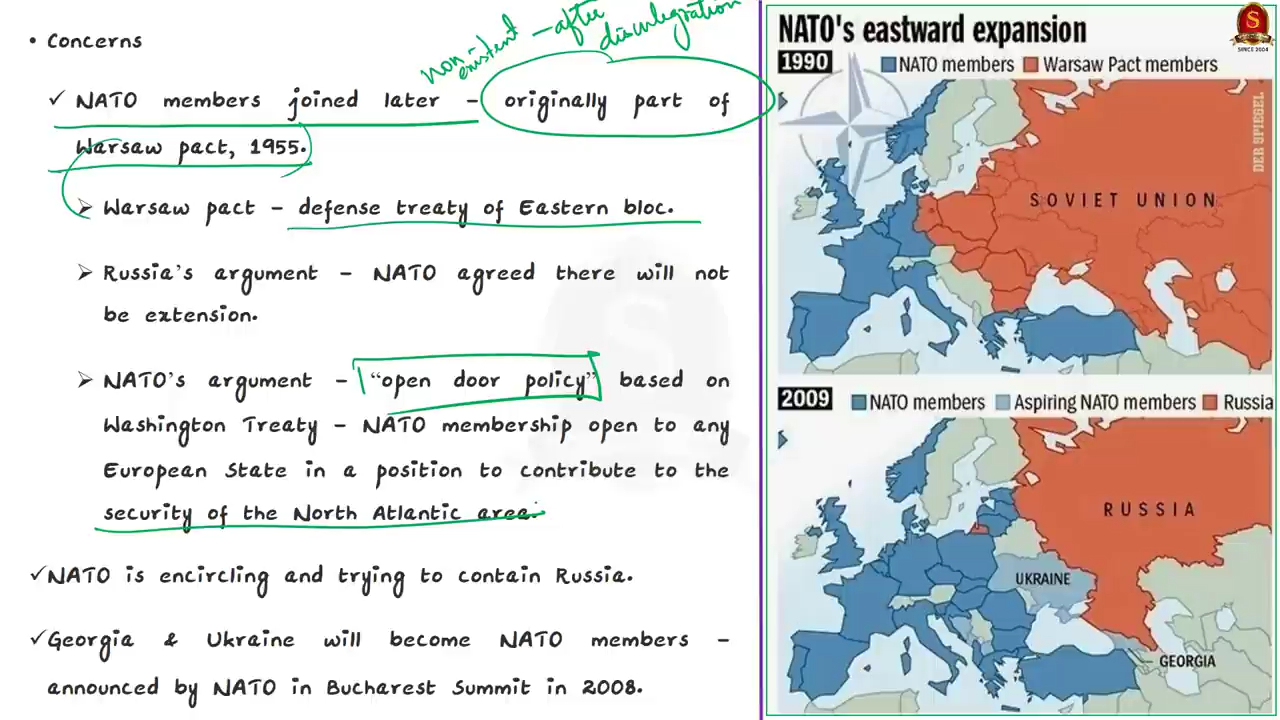 • Concerns
non existent - after disintegration
✓ NATO members joined later - originally part of
Warsaw pact, 1955.
➢ Warsaw pact - defense treaty of Eastern bloc.
➢ Russia's argument - NATO agreed there will not
be extension.
➢ NATO's argument - "open door policy" based on
Washington Treaty - NATO membership open to any
European State in a position to contribute to the
security of the North Atlantic area.
✓NATO is encircling and trying to contain Russia.
✓Georgia & Ukraine will become NATO members -
announced by NATO in Bucharest Summit in 2008.
NATO's eastward expansion
1990 NATO members Warsaw Pact members
DER SPIEGEL
SOVIET UNION
2009 NATO members Aspiring NATO members Russia
RUSSIA
UKRAINE
GEORGIA
S
SINCE 2004
S